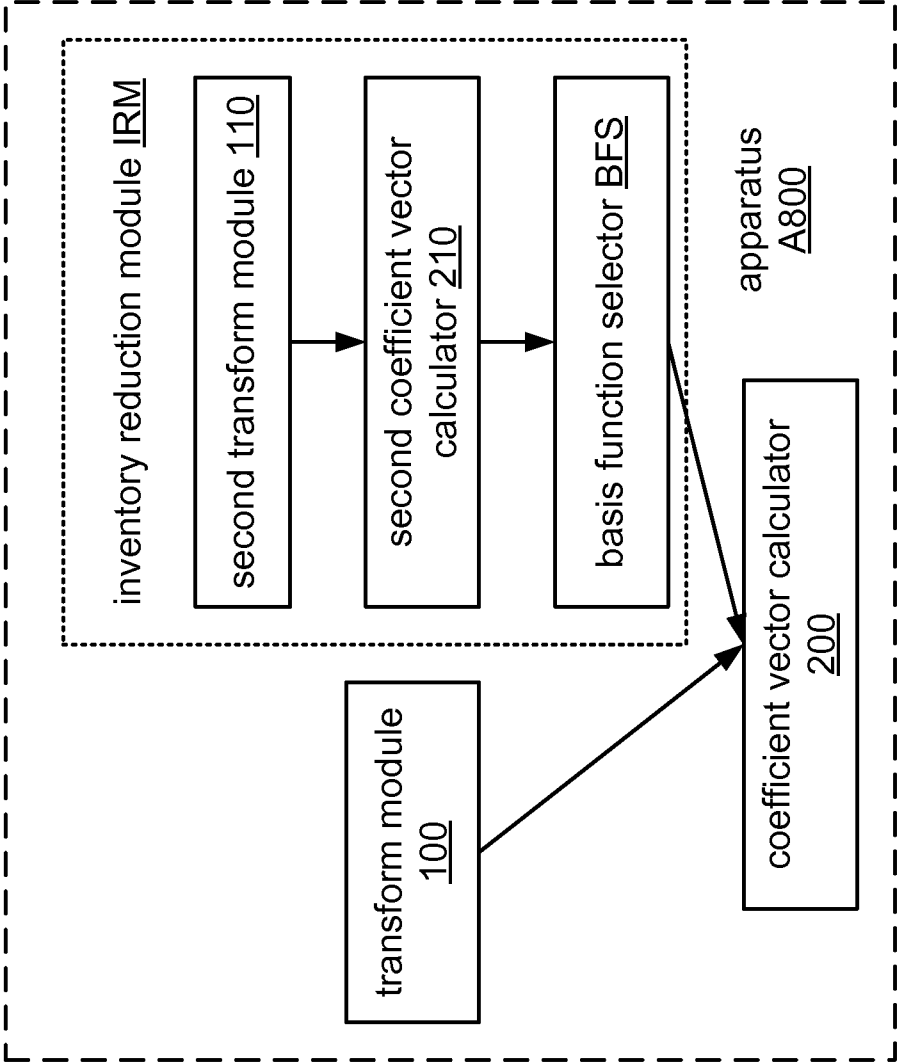 inventory reduction module IRM
second transform module 110
second coefficient vector
calculator 210
basis function selector BFS
transform module
100
coefficient vector calculator
200
apparatus
A800